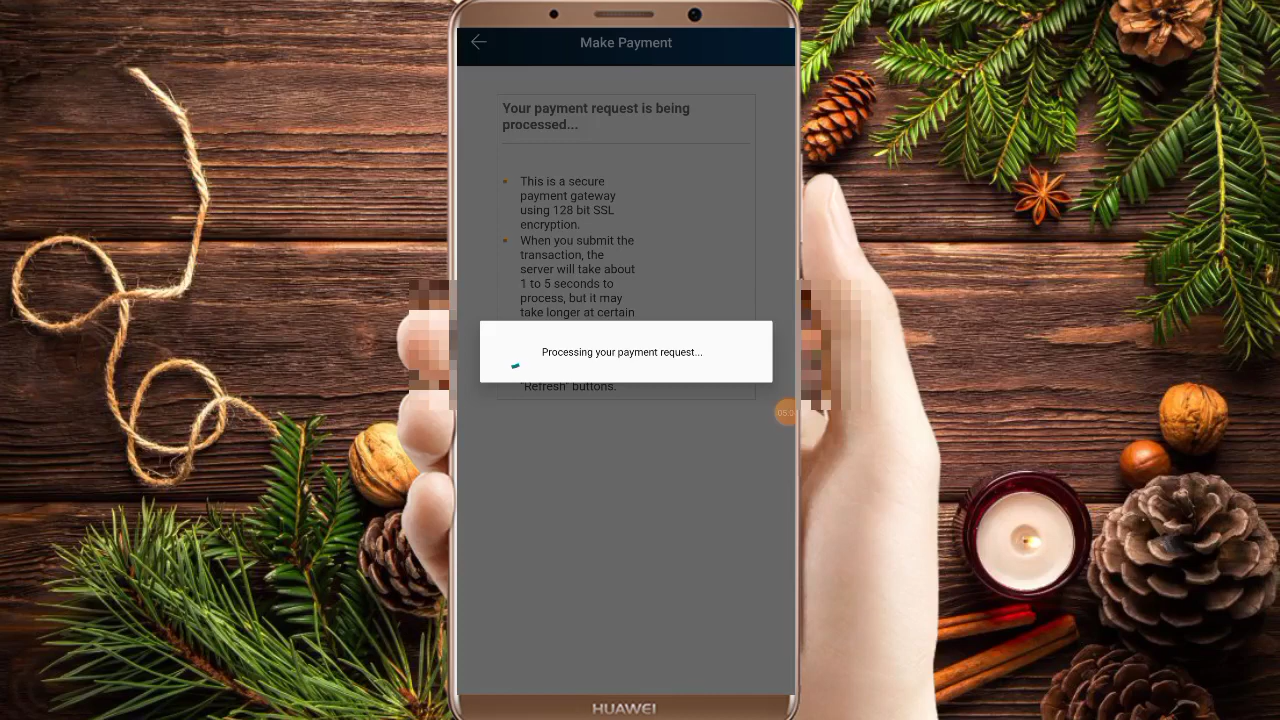 Make Payment
Your payment request is being
processed...
This is a secure
payment gateway
using 128 bit SSL
encryption.
When you submit the
transaction, the
server will take about
1 to 5 seconds to
process, but it may
take longer at certain
Processing your payment request...
"Refresh" buttons.
HUAWEI